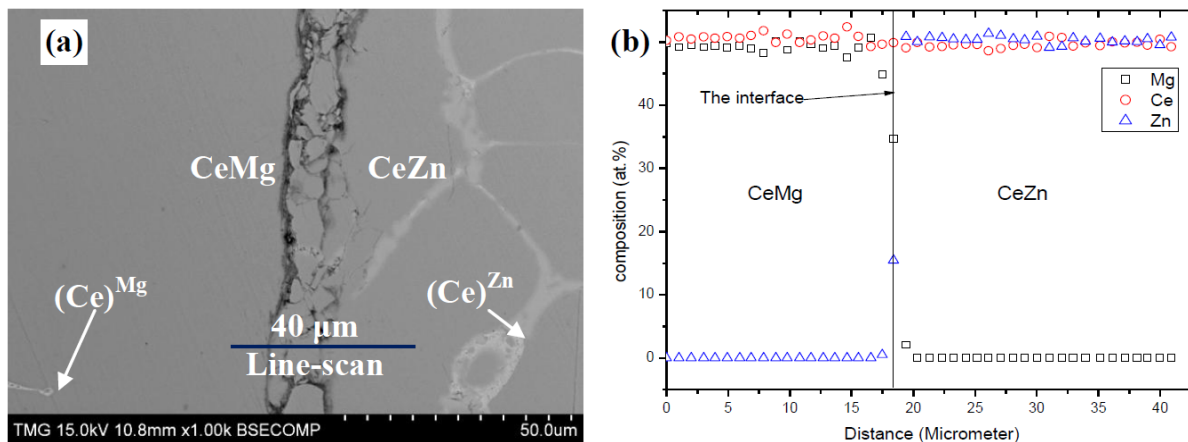 (a)
CeMg
CeZn
(Ce)Mg
(Ce)Zn
40 µm
Line-scan
TMG 15.0kV 10.8mm x1.00k BSECOMP
50.0um
(b)
composition (at.%)
40
30
20
10
0
The interface
Mg
Ce
Zn
CeMg
CeZn
0 5 10 15 20 25 30 35 40
Distance (Micrometer)